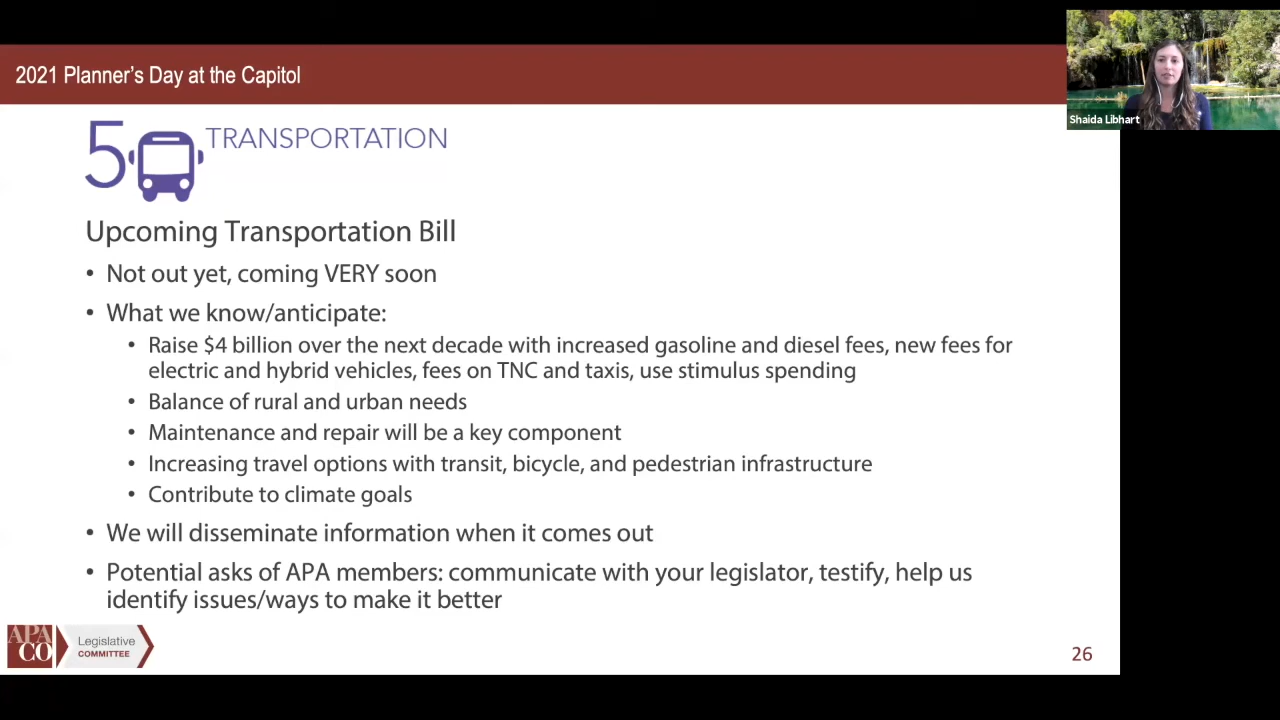 2021 Planner's Day at the Capitol
Shaida Libhart
5 TRANSPORTATION
Upcoming Transportation Bill
• Not out yet, coming VERY soon
• What we know/anticipate:
• Raise $4 billion over the next decade with increased gasoline and diesel fees, new fees for
electric and hybrid vehicles, fees on TNC and taxis, use stimulus spending
• Balance of rural and urban needs
• Maintenance and repair will be a key component
• Increasing travel options with transit, bicycle, and pedestrian infrastructure
• Contribute to climate goals
• We will disseminate information when it comes out
• Potential asks of APA members: communicate with your legislator, testify, help us
identify issues/ways to make it better
APA
CO
Legislative
COMMITTEE
26